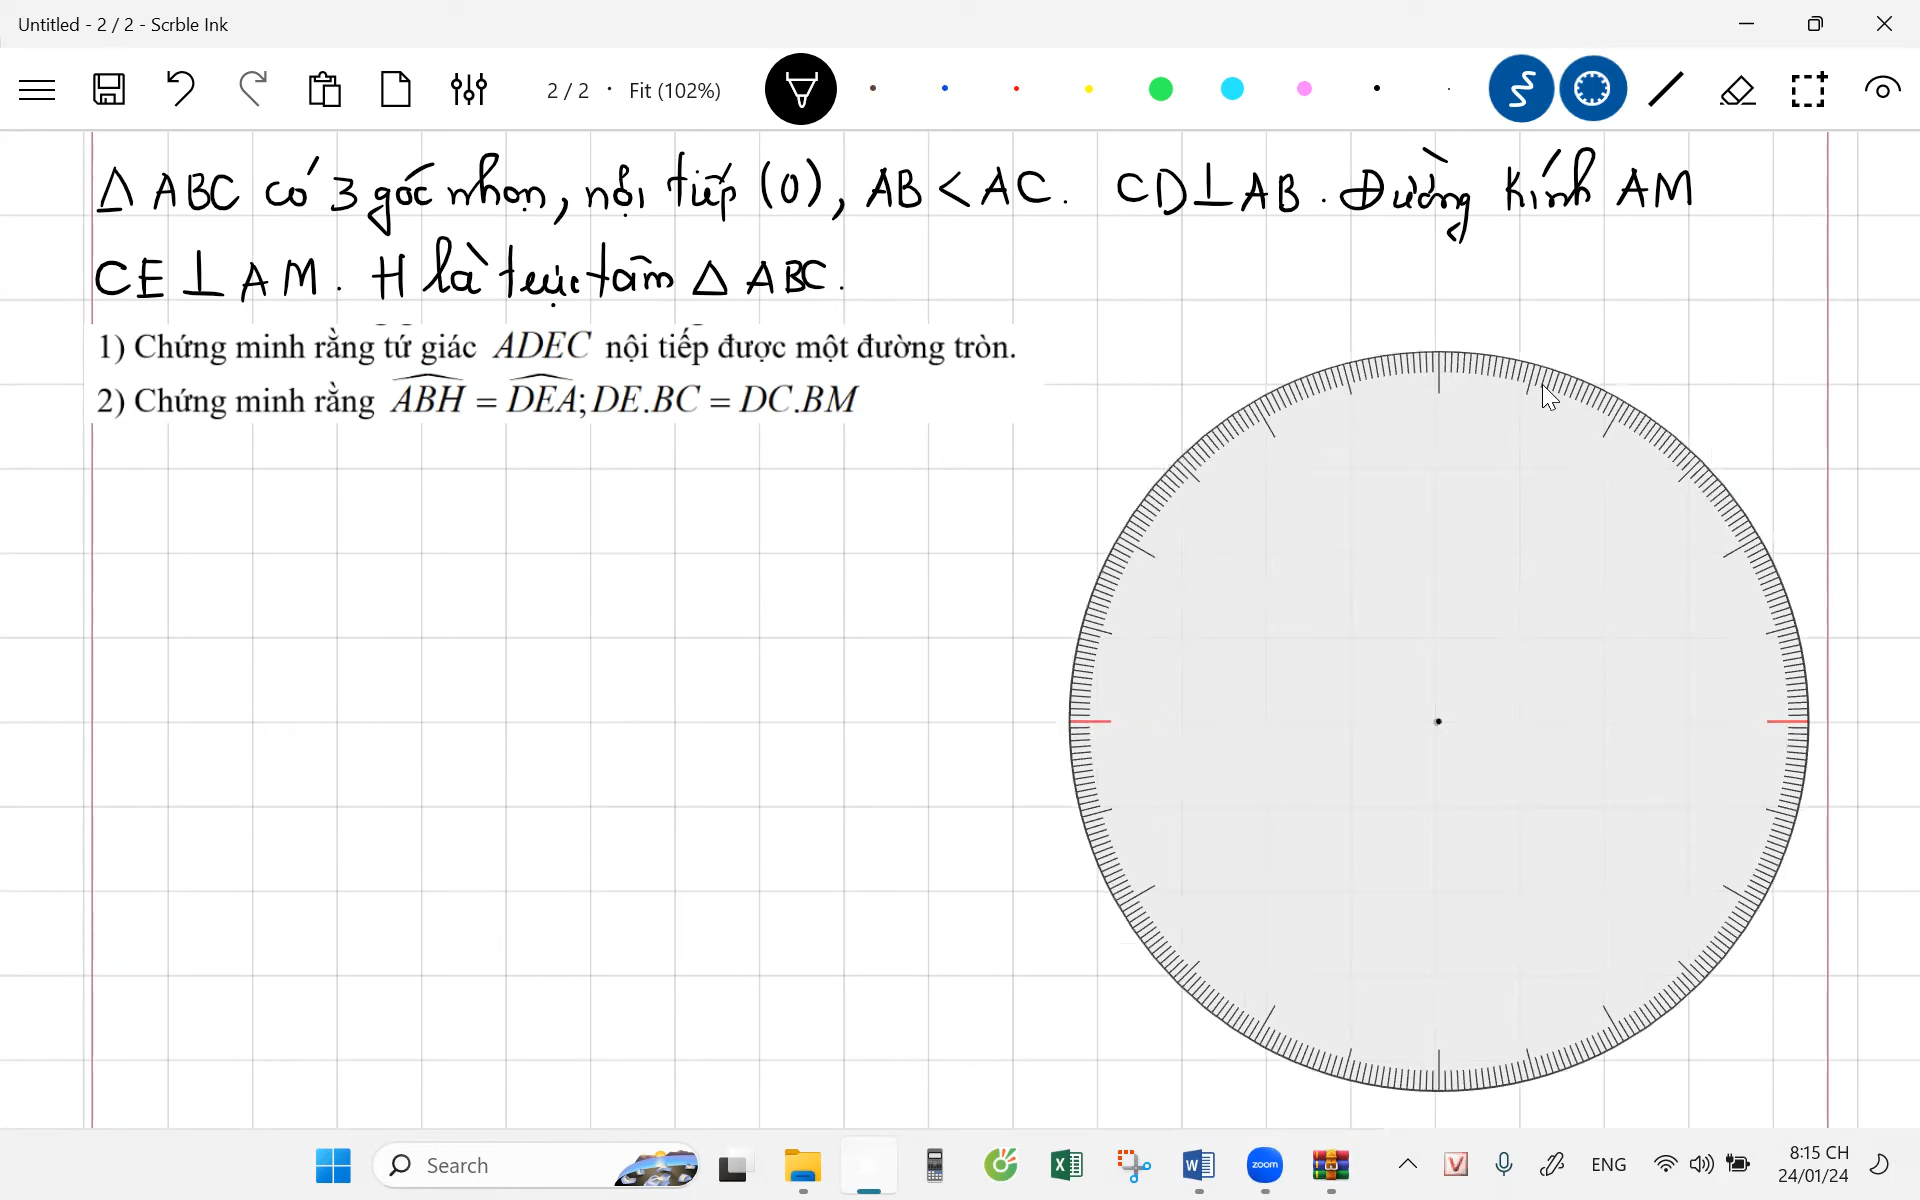 Untitled - 2 / 2 - Scrble Ink
2 / 2 · Fit (102%)
Δ ABC có 3 góc nhọn, nội tiếp (O), AB < AC. CD⊥AB. Đường kính AM
CE⊥AM. H là trực tâm Δ ABC.
1) Chứng minh rằng tứ giác ADEC nội tiếp được một đường tròn.
2) Chứng minh rằng \widehat{ABH} = \widehat{DEA}; DE.BC = DC.BM
Search
zoom
ENG
8:15 CH
24/01/24